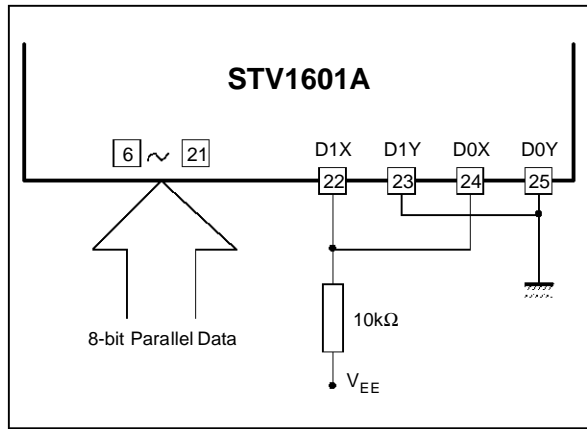 STV1601A
6 ~ 21
D1X D1Y D0X D0Y
22 23 24 25
10kΩ
8-bit Parallel Data
VEE